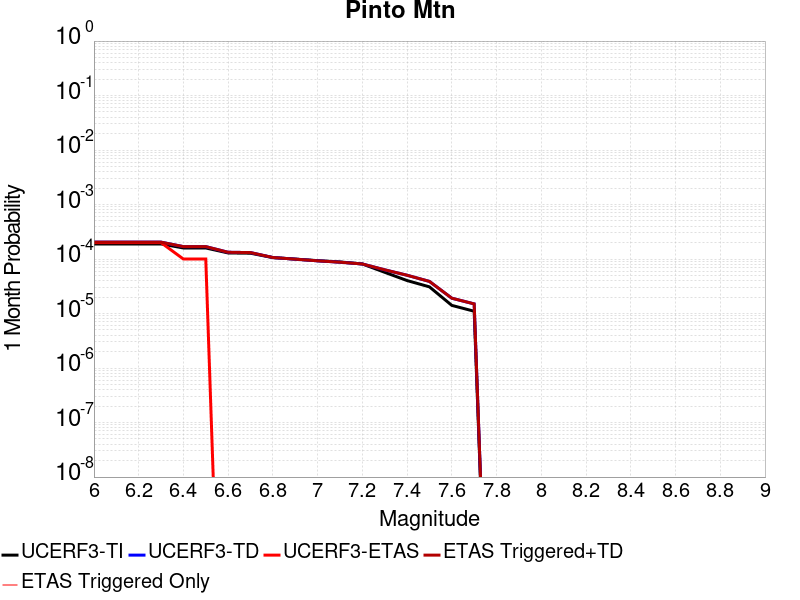 Pinto Mtn
1 Month Probability
10^0
10^-1
10^-2
10^-3
10^-4
10^-5
10^-6
10^-7
10^-8
6 6.2 6.4 6.6 6.8 7 7.2 7.4 7.6 7.8 8 8.2 8.4 8.6 8.8 9
Magnitude
UCERF3-TI UCERF3-TD UCERF3-ETAS ETAS Triggered+TD
ETAS Triggered Only